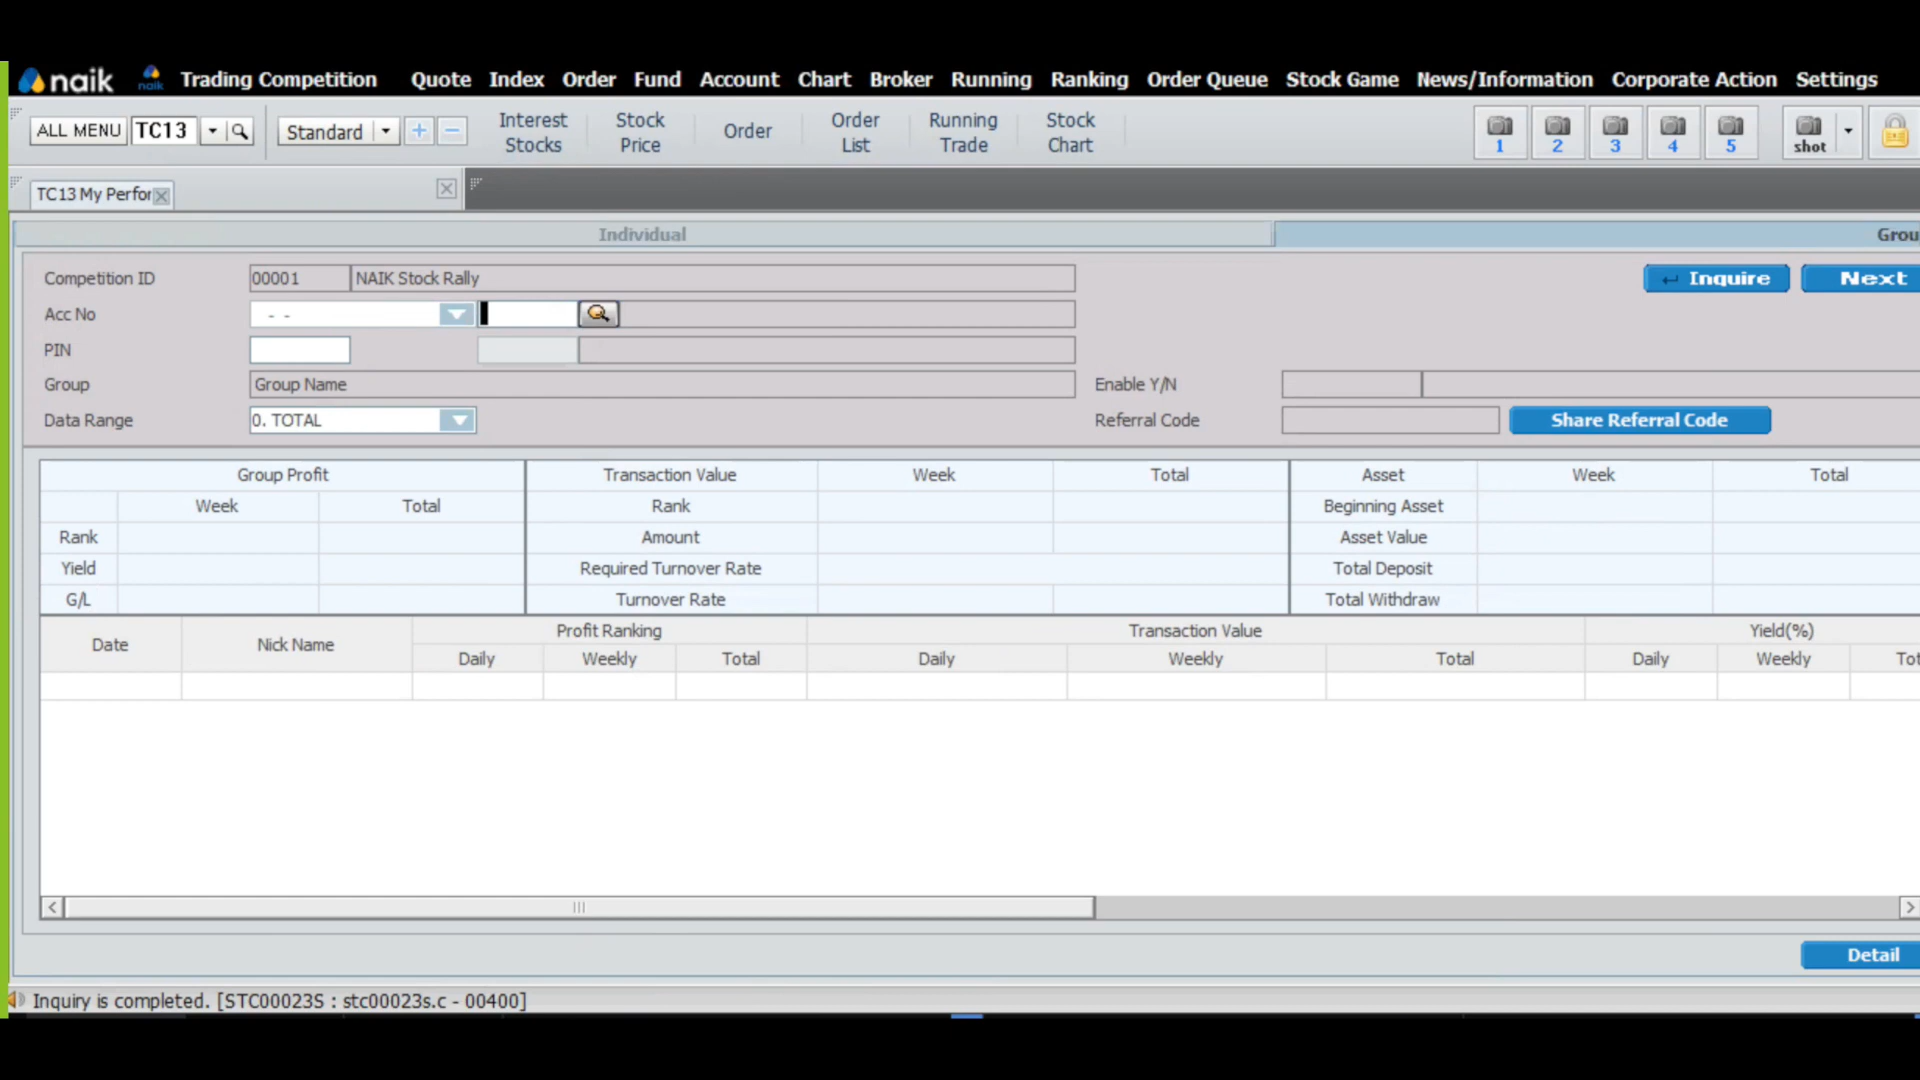 naik naik Trading Competition Quote Index Order Fund Account Chart Broker Running Ranking Order Queue Stock Game News/Information Corporate Action Settings
ALL MENU TC13 Standard Interest Stocks Stock Price Order Order List Running Trade Stock Chart 1 2 3 4 5 shot
TC13 My Perfor
Individual Grou
Competition ID 00001 NAIK Stock Rally Inquire Next
Acc No - -
PIN
Group Group Name Enable Y/N
Data Range 0. TOTAL Referral Code Share Referral Code
Group Profit Transaction Value Week Total Asset Week Total
Week Total Rank Beginning Asset
Rank Amount Asset Value
Yield Required Turnover Rate Total Deposit
G/L Turnover Rate Total Withdraw
Date Nick Name Profit Ranking Transaction Value Yield(%)
Daily Weekly Total Daily Weekly Total Daily Weekly Tot
Detail
Inquiry is completed. [STC00023S : stc00023s.c - 00400]